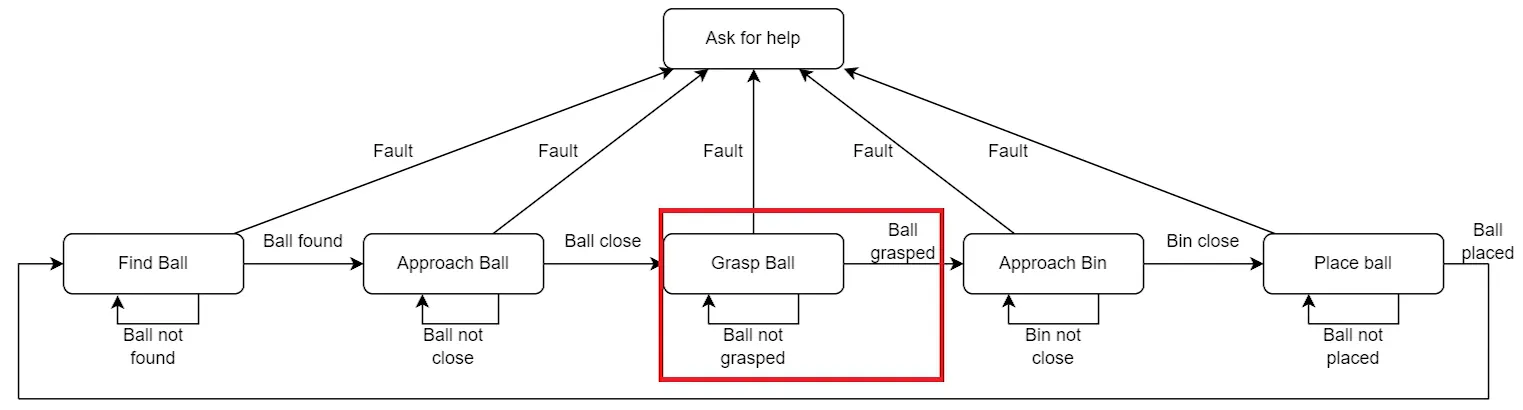 Ask for help
Fault
Fault
Fault
Fault
Fault
Find Ball
Ball found
Approach Ball
Ball close
Grasp Ball
Ball
grasped
Approach Bin
Bin close
Place ball
Ball
placed
Ball not
found
Ball not
close
Ball not
grasped
Bin not
close
Ball not
placed